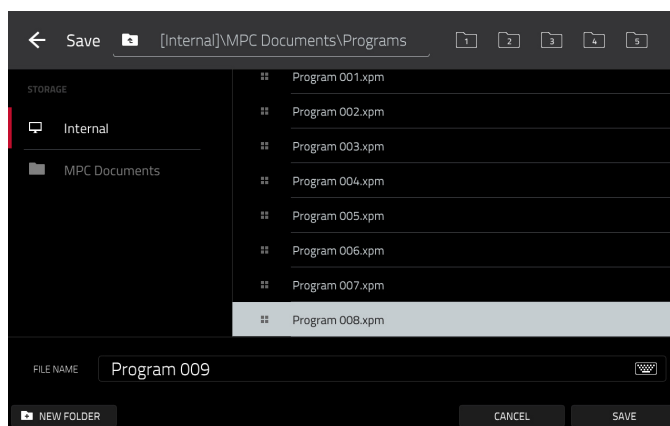 Save [Internal]\MPC Documents\Programs 1 2 3 4 5
STORAGE
Internal
MPC Documents
Program 001.xpm
Program 002.xpm
Program 003.xpm
Program 004.xpm
Program 005.xpm
Program 006.xpm
Program 007.xpm
Program 008.xpm
FILE NAME Program 009
NEW FOLDER CANCEL SAVE